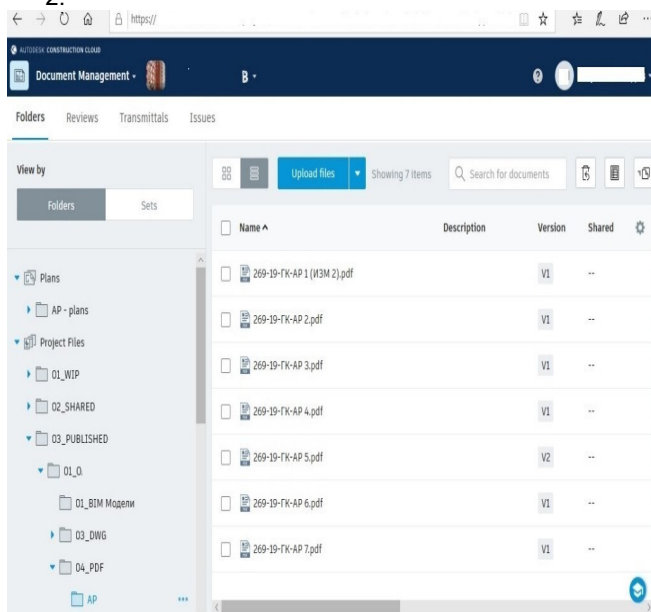 2.
https://
AUTODESK CONSTRUCTION CLOUD
Document Management
B
Folders Reviews Transmittals Issues
View by
Folders Sets
Upload files Showing 7 items Search for documents
Name Description Version Shared
Plans
АР - plans
Project Files
01_WIP
02_SHARED
03_PUBLISHED
01_О.
01_BIM Модели
03_DWG
04_PDF
АР
269-19-ГК-АР 1 (ИЗМ 2).pdf V1 --
269-19-ГК-АР 2.pdf V1 --
269-19-ГК-АР 3.pdf V1 --
269-19-ГК-АР 4.pdf V1 --
269-19-ГК-АР 5.pdf V2 --
269-19-ГК-АР 6.pdf V1 --
269-19-ГК-АР 7.pdf V1 --